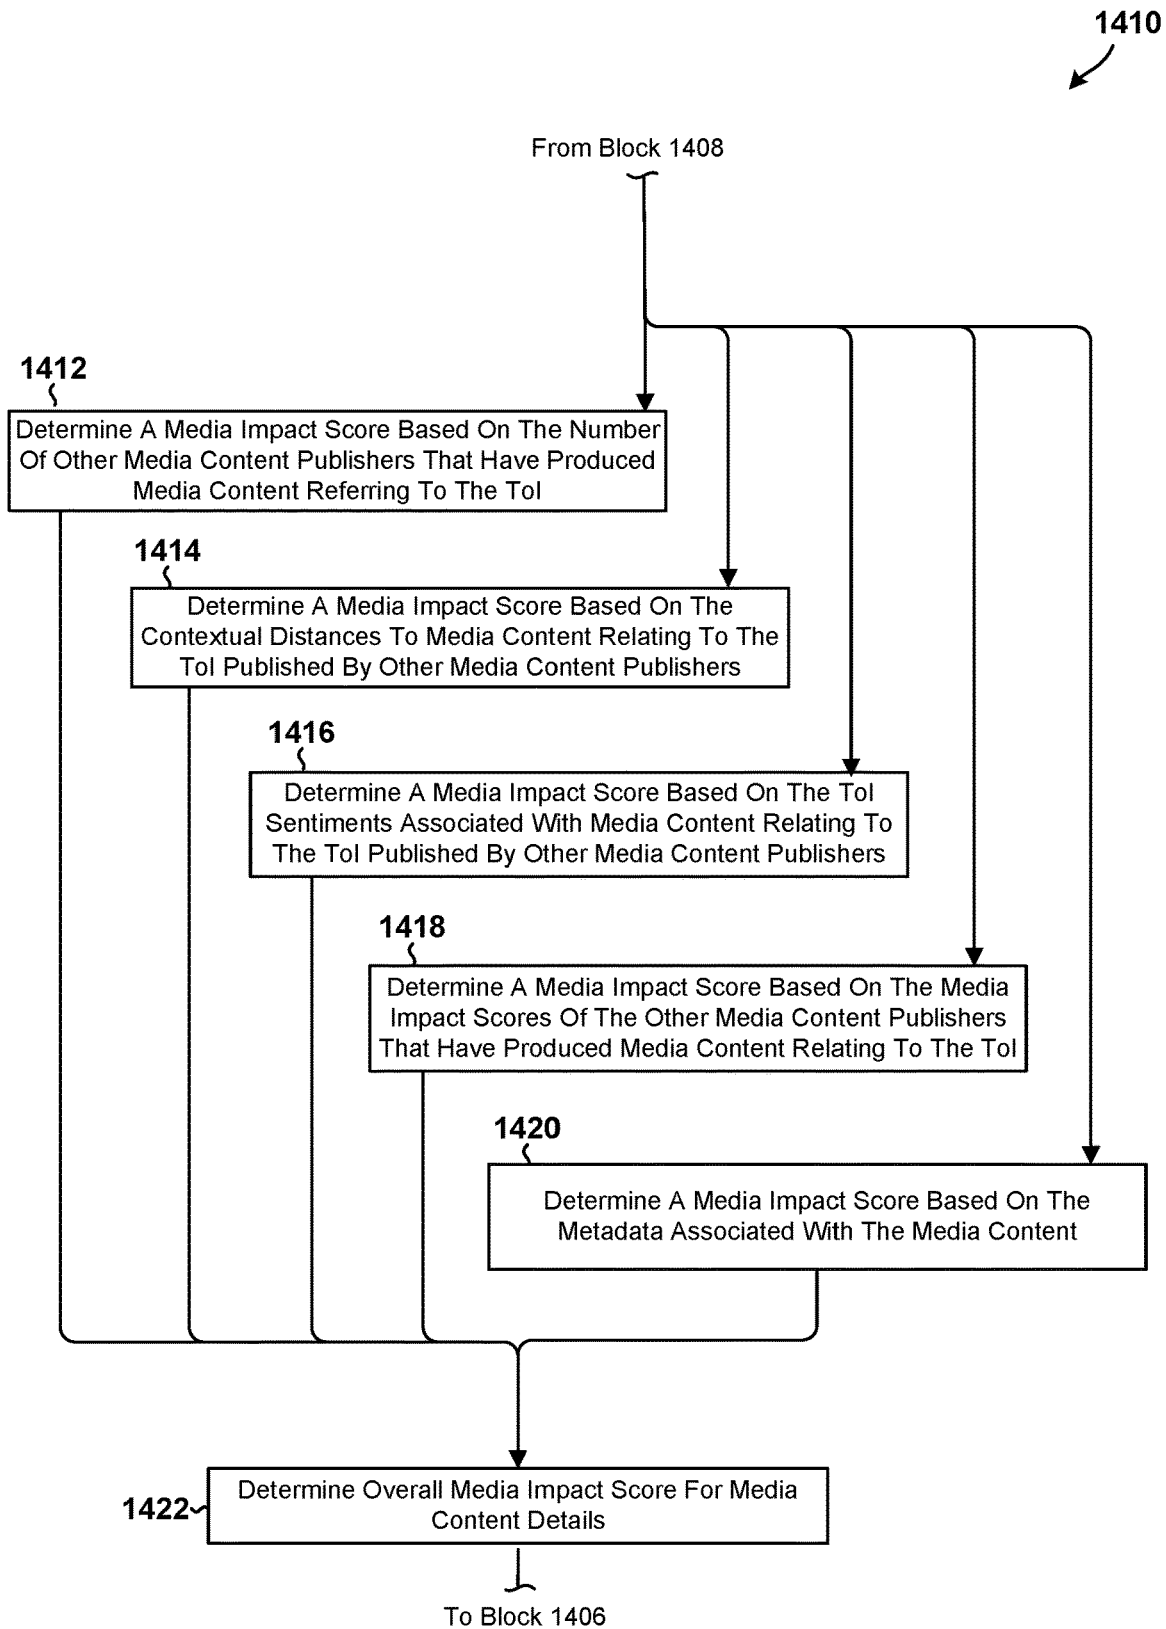 1410
From Block 1408
1412
Determine A Media Impact Score Based On The Number
Of Other Media Content Publishers That Have Produced
Media Content Referring To The ToI
1414
Determine A Media Impact Score Based On The
Contextual Distances To Media Content Relating To The
ToI Published By Other Media Content Publishers
1416
Determine A Media Impact Score Based On The ToI
Sentiments Associated With Media Content Relating To
The ToI Published By Other Media Content Publishers
1418
Determine A Media Impact Score Based On The Media
Impact Scores Of The Other Media Content Publishers
That Have Produced Media Content Relating To The ToI
1420
Determine A Media Impact Score Based On The
Metadata Associated With The Media Content
1422
Determine Overall Media Impact Score For Media
Content Details
To Block 1406